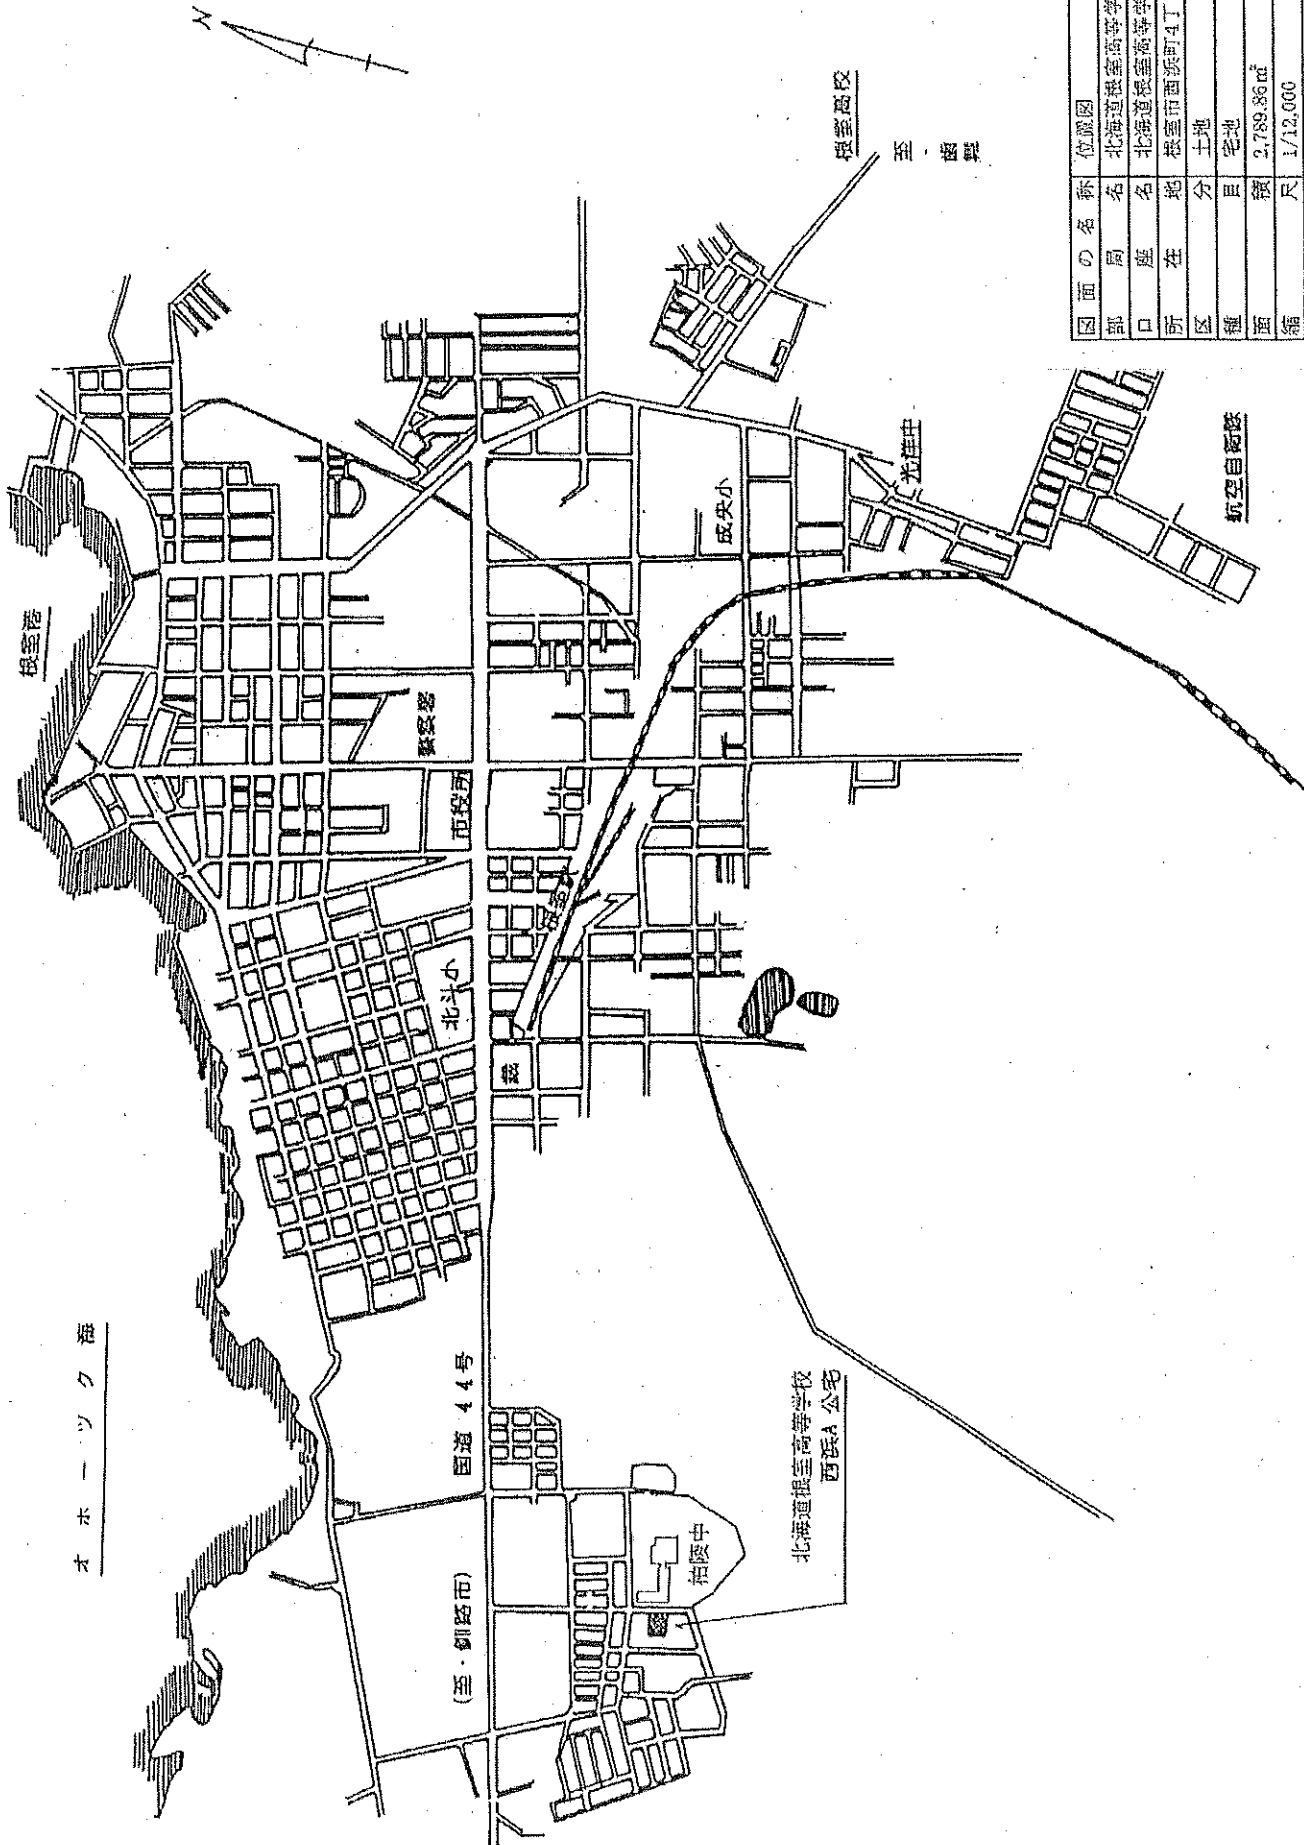 N
オホーツク海
根室港
国道 44号
(至・釧路市)
北斗小
市役所
警察署
根室駅
成央小
光洋中
航空自衛隊
根室高校
至・歯舞
柏陵中
北海道根室高等学校
西浜A 公宅
図面の名称 位置図
部局名 北海道根室高等学
口座名 北海道根室高等学
所在地 根室市西浜町4丁
区分 土地
種目 宅地
面積 2,789.86㎡
縮尺 1/12,000